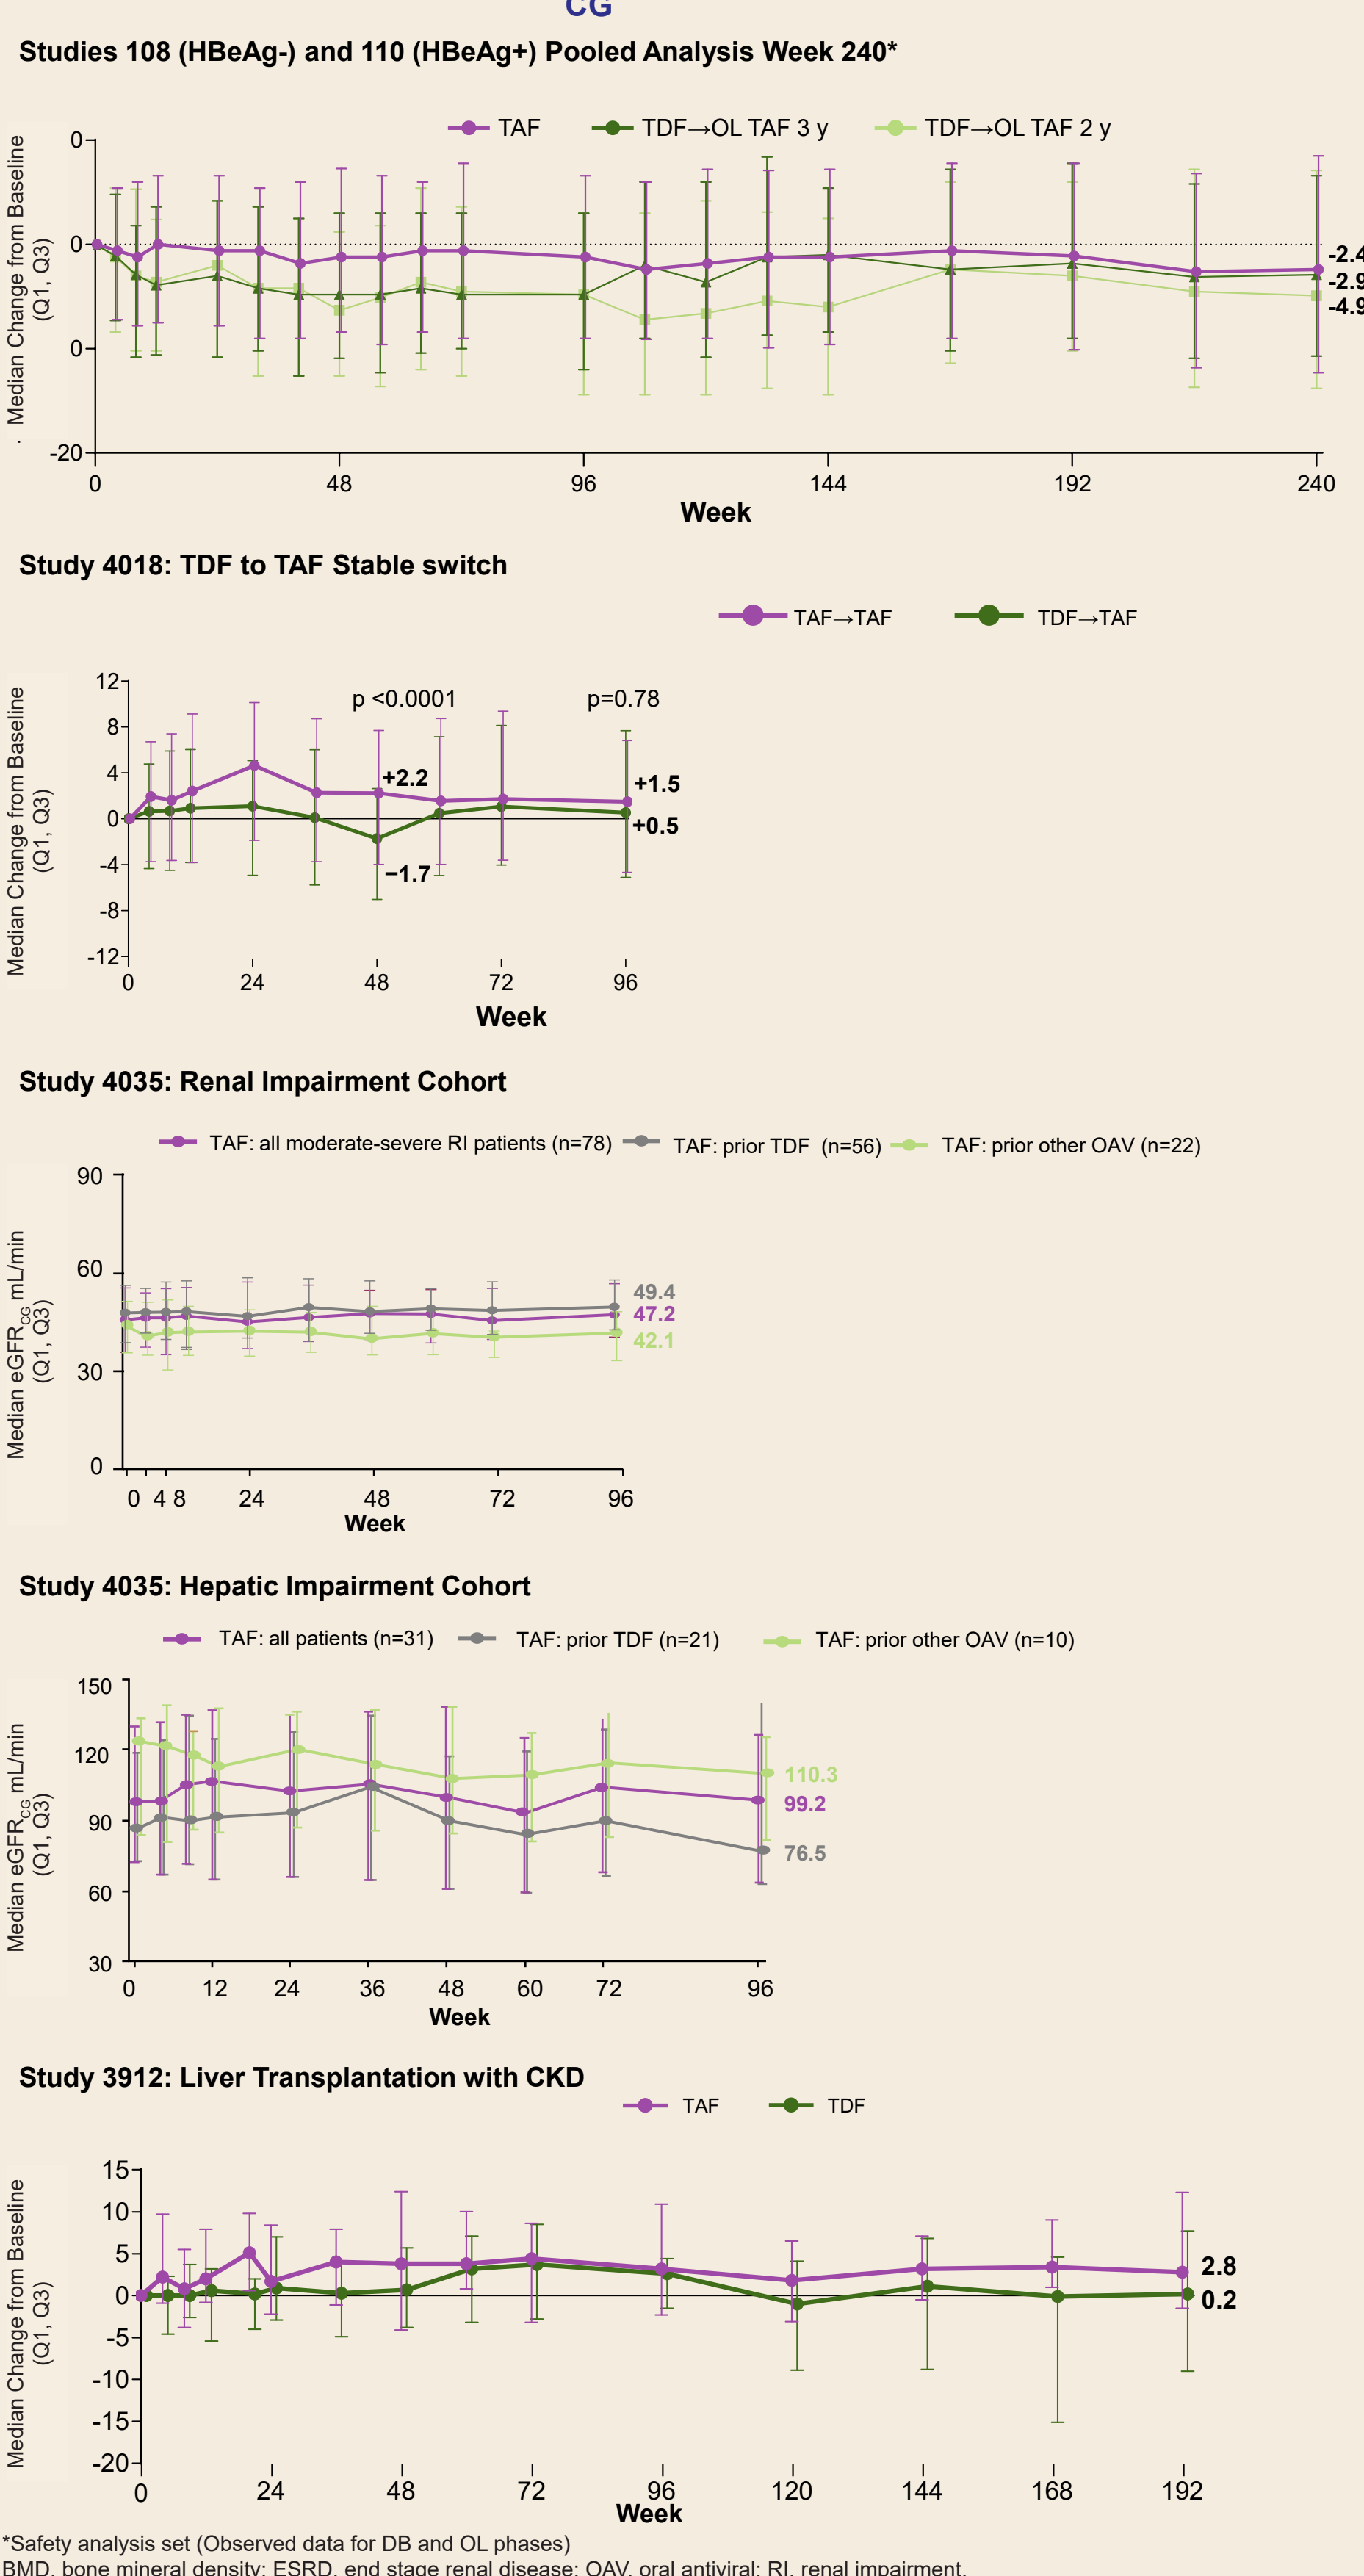 CG
Studies 108 (HBeAg-) and 110 (HBeAg+) Pooled Analysis Week 240*
TAF TDF→OL TAF 3 y TDF→OL TAF 2 y
Median Change from Baseline
(Q1, Q3)
0
0
0
-20
-2.4
-2.9
-4.9
0 48 96 144 192 240
Week
Study 4018: TDF to TAF Stable switch
TAF→TAF TDF→TAF
Median Change from Baseline
(Q1, Q3)
12
8
4
0
-4
-8
-12
p <0.0001 p=0.78
+2.2
+1.5
+0.5
−1.7
0 24 48 72 96
Week
Study 4035: Renal Impairment Cohort
TAF: all moderate-severe RI patients (n=78) TAF: prior TDF (n=56) TAF: prior other OAV (n=22)
Median eGFRCG mL/min
(Q1, Q3)
90
60
30
0
49.4
47.2
42.1
0 4 8 24 48 72 96
Week
Study 4035: Hepatic Impairment Cohort
TAF: all patients (n=31) TAF: prior TDF (n=21) TAF: prior other OAV (n=10)
Median eGFRCG mL/min
(Q1, Q3)
150
120
90
60
30
110.3
99.2
76.5
0 12 24 36 48 60 72 96
Week
Study 3912: Liver Transplantation with CKD
TAF TDF
Median Change from Baseline
(Q1, Q3)
15
10
5
0
-5
-10
-15
-20
2.8
0.2
0 24 48 72 96 120 144 168 192
Week
*Safety analysis set (Observed data for DB and OL phases)
BMD, bone mineral density; ESRD, end stage renal disease; OAV, oral antiviral; RI, renal impairment.